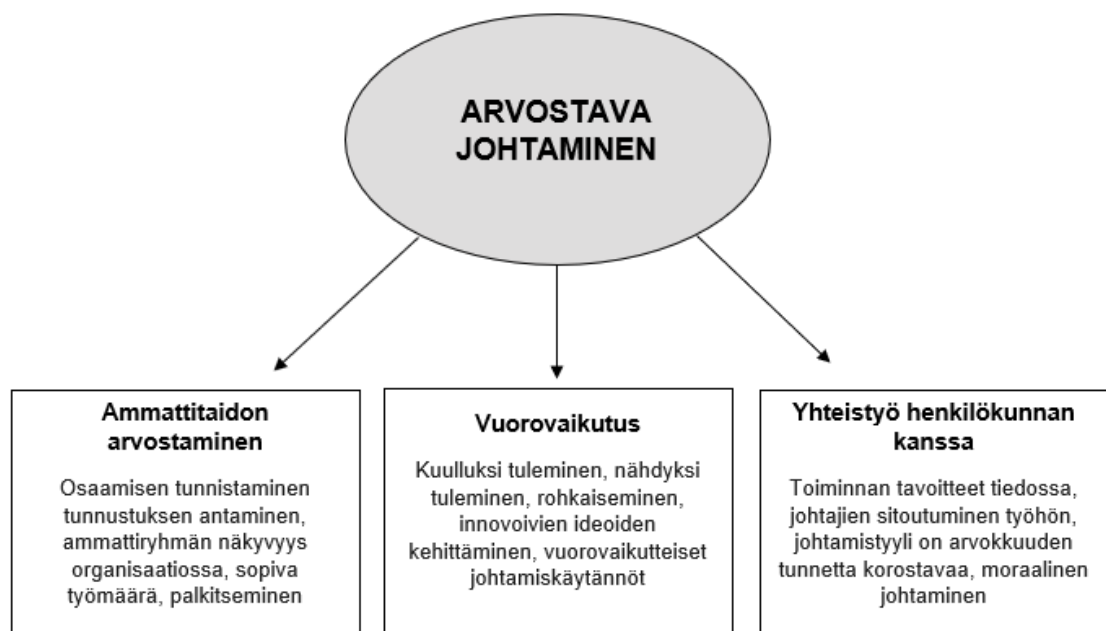 ARVOSTAVA
JOHTAMINEN
Ammattitaidon
arvostaminen
Osaamisen tunnistaminen
tunnustuksen antaminen,
ammattiryhmän näkyvyys
organisaatiossa, sopiva
työmäärä, palkitseminen
Vuorovaikutus
Kuulluksi tuleminen, nähdyksi
tuleminen, rohkaiseminen,
innovoivien ideoiden
kehittäminen, vuorovaikutteiset
johtamiskäytännöt
Yhteistyö henkilökunnan
kanssa
Toiminnan tavoitteet tiedossa,
johtajien sitoutuminen työhön,
johtamistyyli on arvokkuuden
tunnetta korostavaa, moraalinen
johtaminen